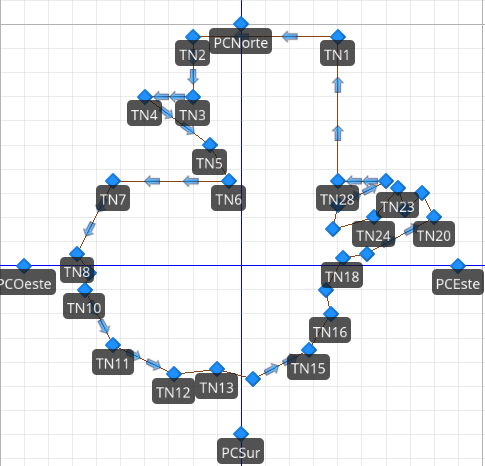 PCNorte
TN2
TN1
TN4
TN3
TN5
TN7
TN6
TN28
TN23
TN24
TN20
TN8
TN18
PCOeste
PCEste
TN10
TN16
TN11
TN15
TN12
TN13
PCSur